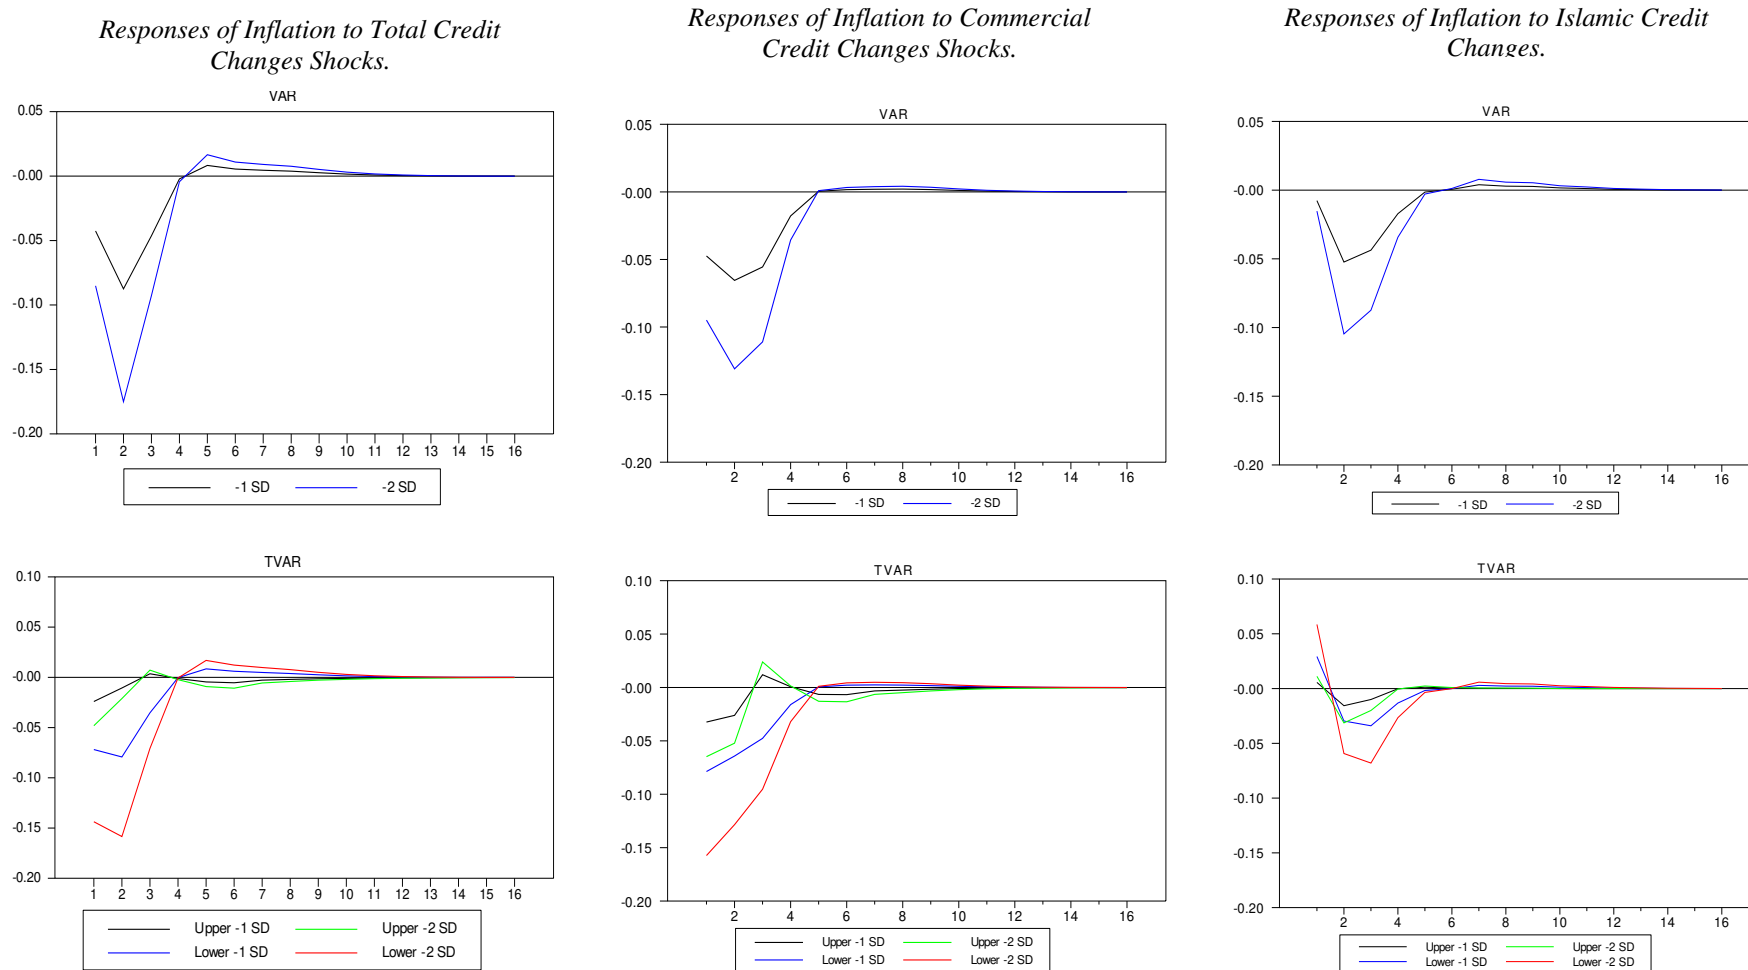 Responses of Inflation to Total Credit
Changes Shocks.
VAR
0.05
-0.00
-0.05
-0.10
-0.15
-0.20
1 2 3 4 5 6 7 8 9 10 11 12 13 14 15 16
-1 SD -2 SD
TVAR
0.10
0.05
-0.00
-0.05
-0.10
-0.15
-0.20
1 2 3 4 5 6 7 8 9 10 11 12 13 14 15 16
Upper -1 SD Upper -2 SD
Lower -1 SD Lower -2 SD
Responses of Inflation to Commercial
Credit Changes Shocks.
VAR
0.05
-0.00
-0.05
-0.10
-0.15
-0.20
2 4 6 8 10 12 14 16
-1 SD -2 SD
TVAR
0.10
0.05
-0.00
-0.05
-0.10
-0.15
-0.20
2 4 6 8 10 12 14 16
Upper -1 SD Upper -2 SD
Lower -1 SD Lower -2 SD
Responses of Inflation to Islamic Credit
Changes.
VAR
0.05
-0.00
-0.05
-0.10
-0.15
-0.20
2 4 6 8 10 12 14 16
-1 SD -2 SD
TVAR
0.10
0.05
-0.00
-0.05
-0.10
-0.15
-0.20
2 4 6 8 10 12 14 16
Upper -1 SD Upper -2 SD
Lower -1 SD Lower -2 SD